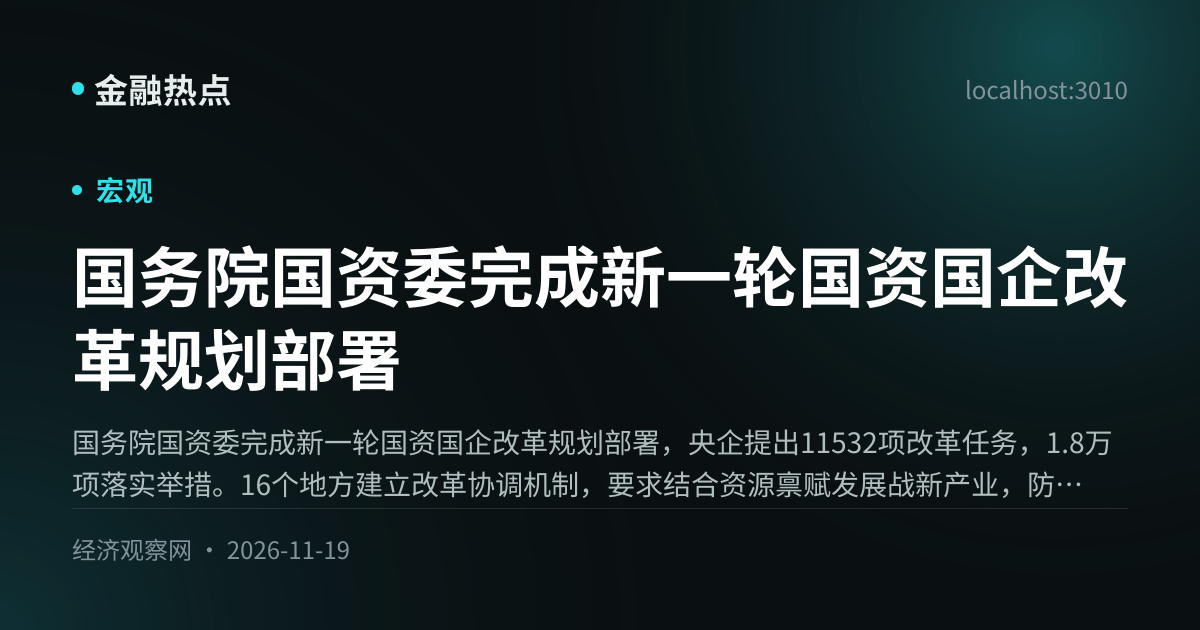 金融热点
localhost:3010
宏观
国务院国资委完成新一轮国资国企改
革规划部署
国务院国资委完成新一轮国资国企改革规划部署，央企提出11532项改革任务，1.8万
项落实举措。16个地方建立改革协调机制，要求结合资源禀赋发展战新产业，防…
经济观察网 • 2026-11-19